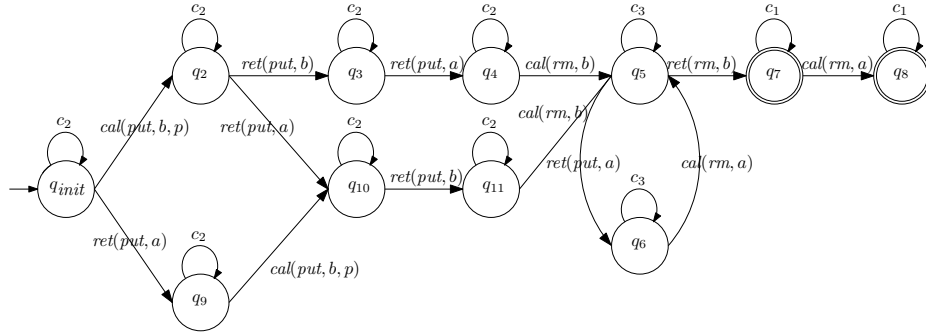 c₂ c₂ c₂ c₃ c₁ c₁
q₂ ret(put, b) q₃ ret(put, a) q₄ cal(rm, b) q₅ ret(rm, b) q₇ cal(rm, a) q₈
cal(rm, b)
c₂ cal(put, b, p) ret(put, a) c₂ c₂
ret(put, a) cal(rm, a)
q_init q₁₀ ret(put, b) q₁₁
c₃
ret(put, a) c₂
q₆
cal(put, b, p)
q₉